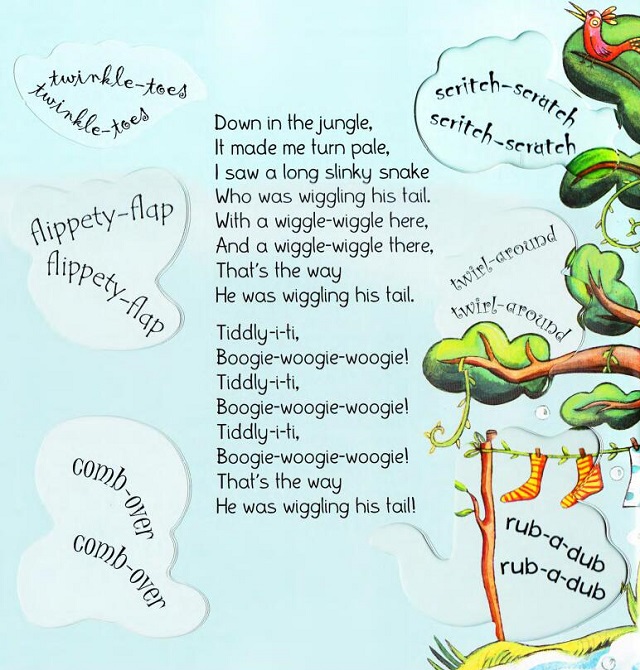 twinkle-toes
twinkle-toes
flippety-flap
flippety-flap
comb-over
comb-over
Down in the jungle,
It made me turn pale,
I saw a long slinky snake
Who was wiggling his tail.
With a wiggle-wiggle here,
And a wiggle-wiggle there,
That's the way
He was wiggling his tail.
Tiddly-i-ti,
Boogie-woogie-woogie!
Tiddly-i-ti,
Boogie-woogie-woogie!
Tiddly-i-ti,
Boogie-woogie-woogie!
That's the way
He was wiggling his tail!
scritch-scratch
scritch-scratch
twirl-around
twirl-around
rub-a-dub
rub-a-dub